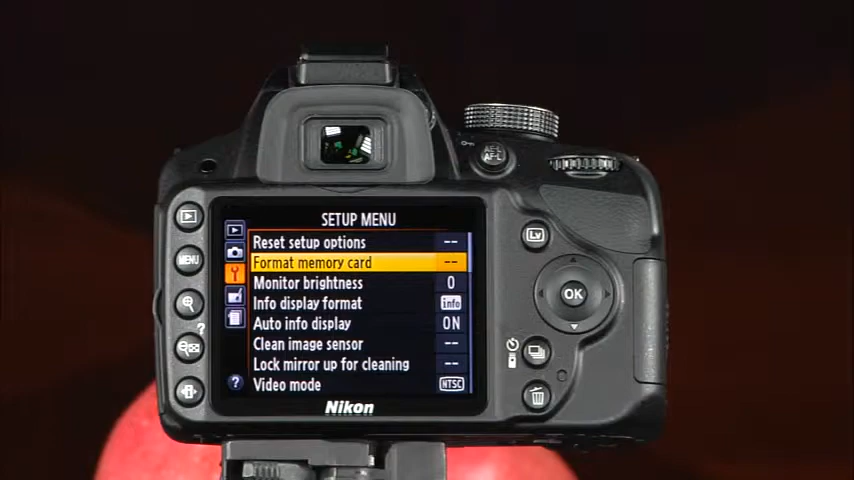 AE-L
AF-L
MENU
Lv
OK
?
SETUP MENU
Reset setup options --
Format memory card --
Monitor brightness 0
Info display format info
Auto info display ON
Clean image sensor --
Lock mirror up for cleaning --
Video mode NTSC
?
Nikon